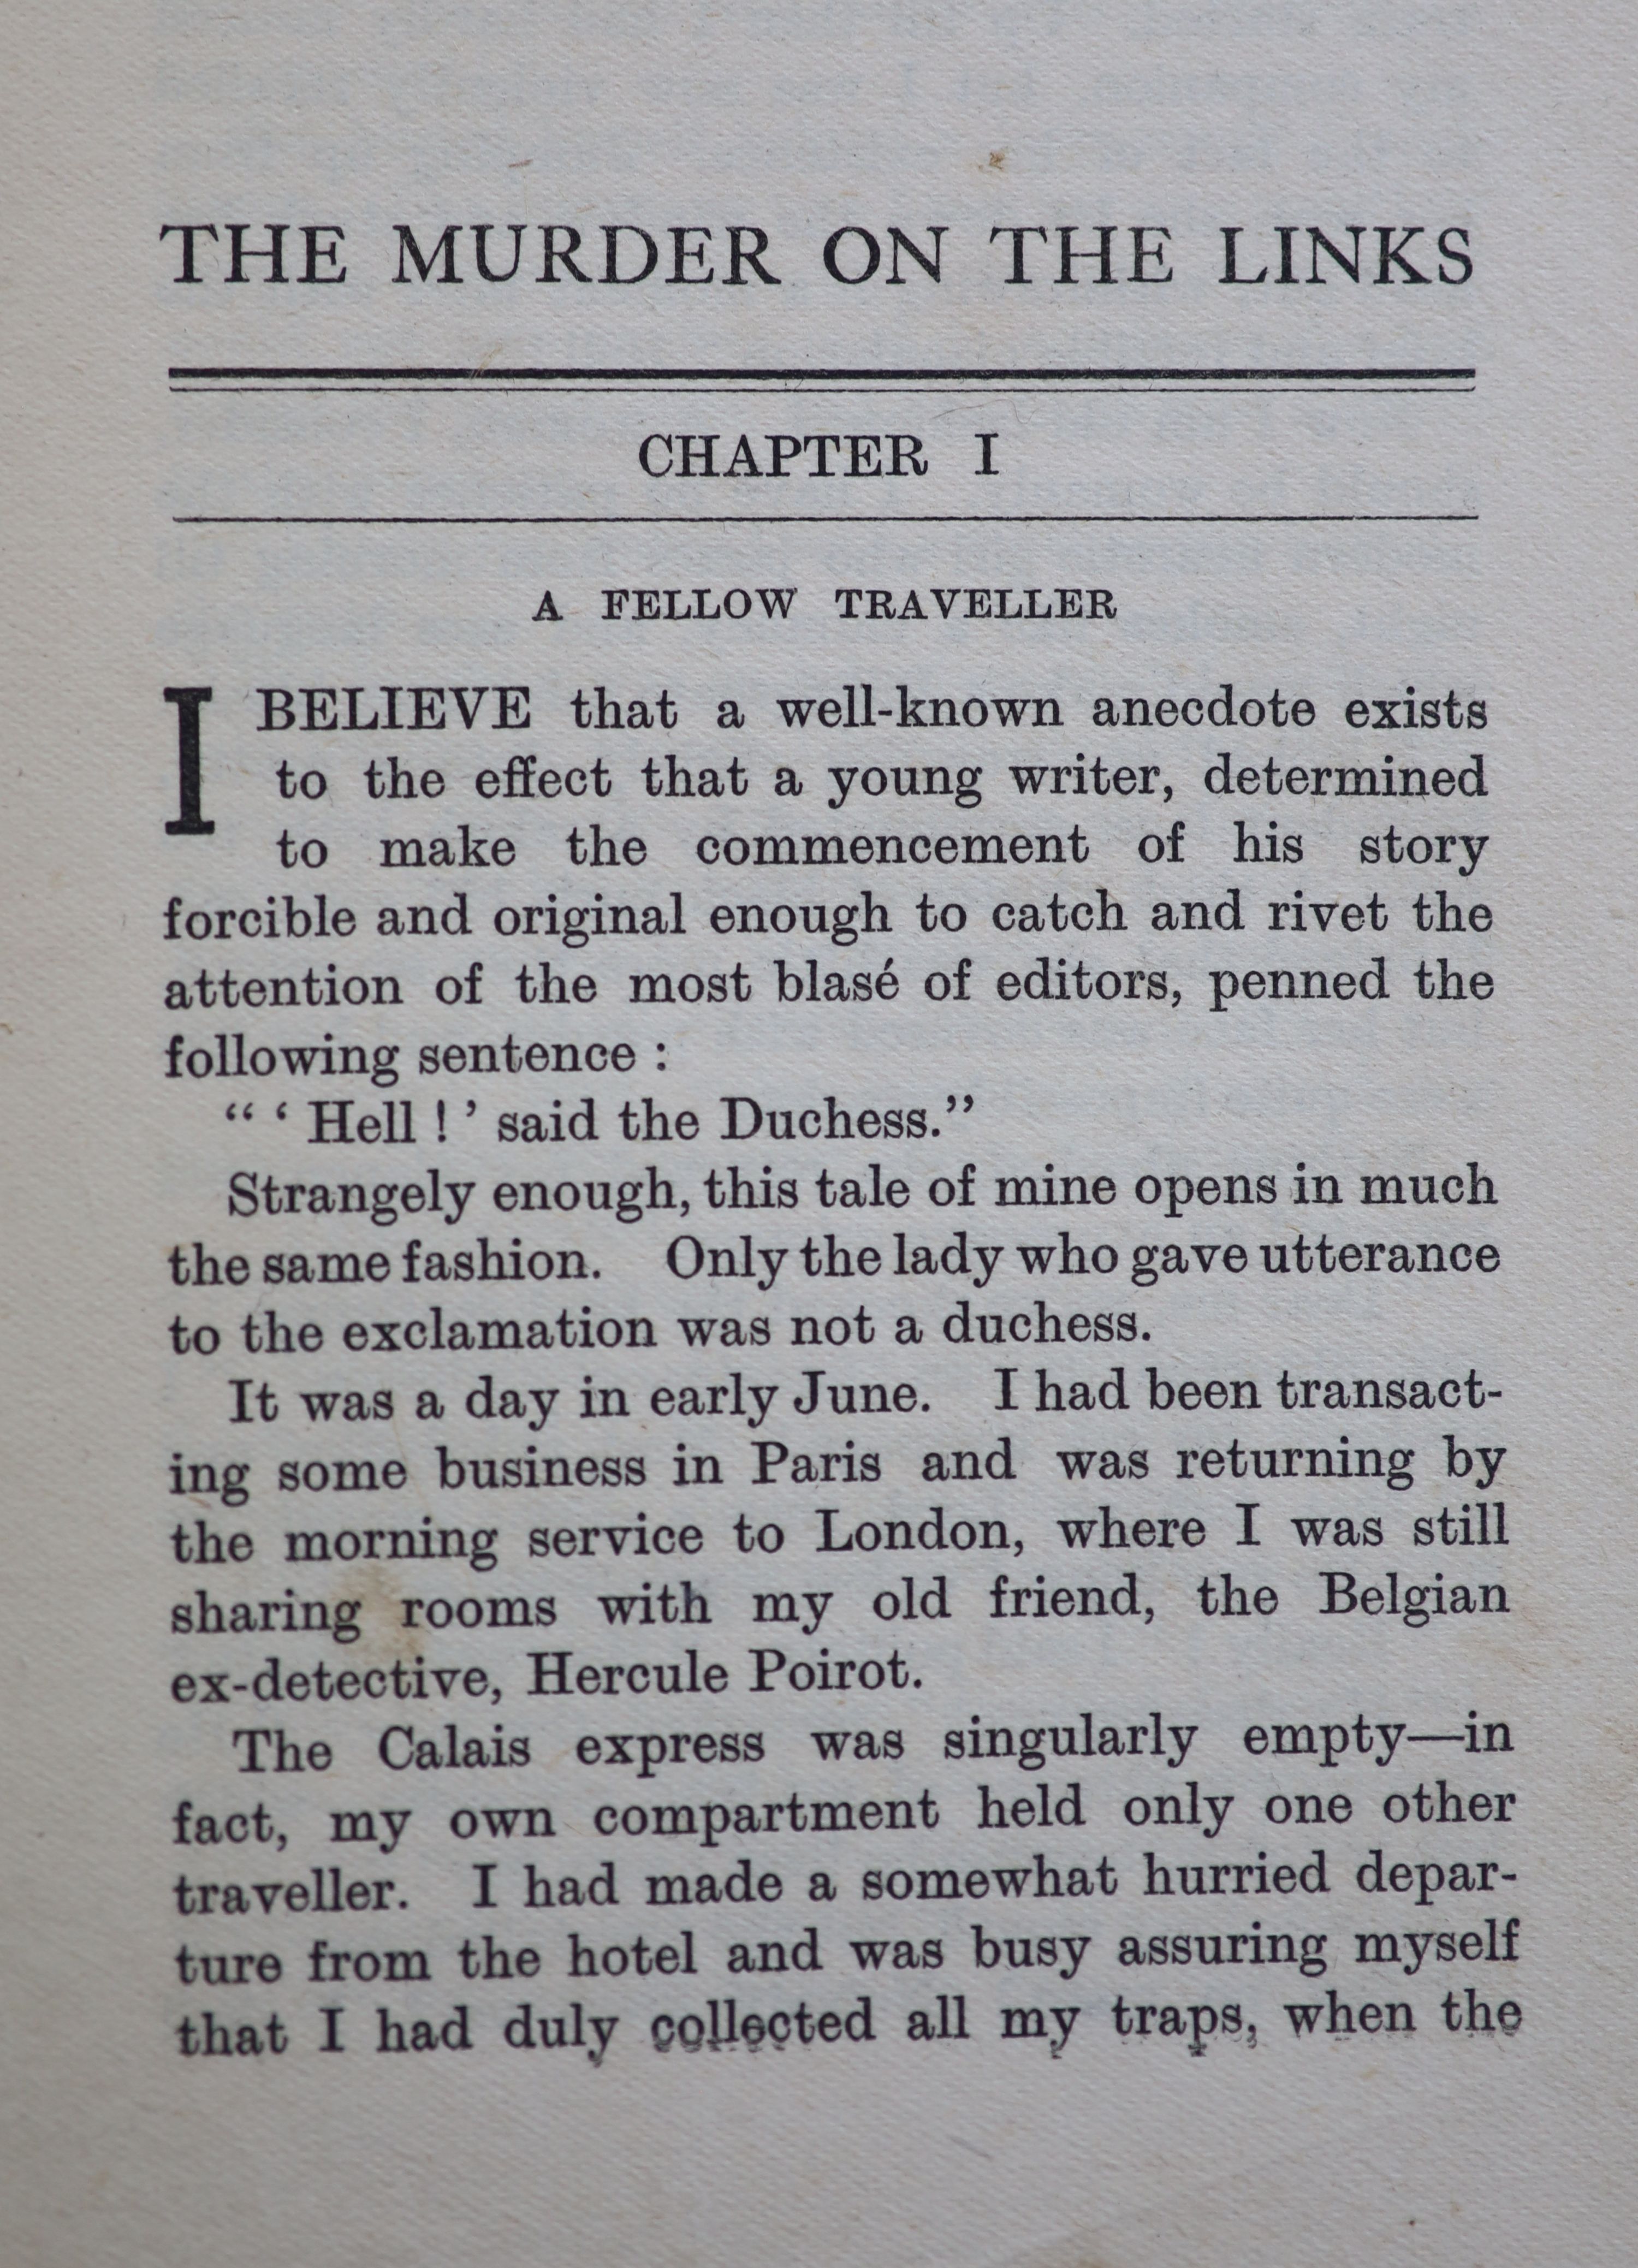 THE MURDER ON THE LINKS
CHAPTER I
A FELLOW TRAVELLER
I BELIEVE that a well-known anecdote exists
to the effect that a young writer, determined
to make the commencement of his story
forcible and original enough to catch and rivet the
attention of the most blasé of editors, penned the
following sentence :
“ ‘ Hell ! ’ said the Duchess.”
Strangely enough, this tale of mine opens in much
the same fashion. Only the lady who gave utterance
to the exclamation was not a duchess.
It was a day in early June. I had been transact-
ing some business in Paris and was returning by
the morning service to London, where I was still
sharing rooms with my old friend, the Belgian
ex-detective, Hercule Poirot.
The Calais express was singularly empty—in
fact, my own compartment held only one other
traveller. I had made a somewhat hurried depar-
ture from the hotel and was busy assuring myself
that I had duly collected all my traps, when the